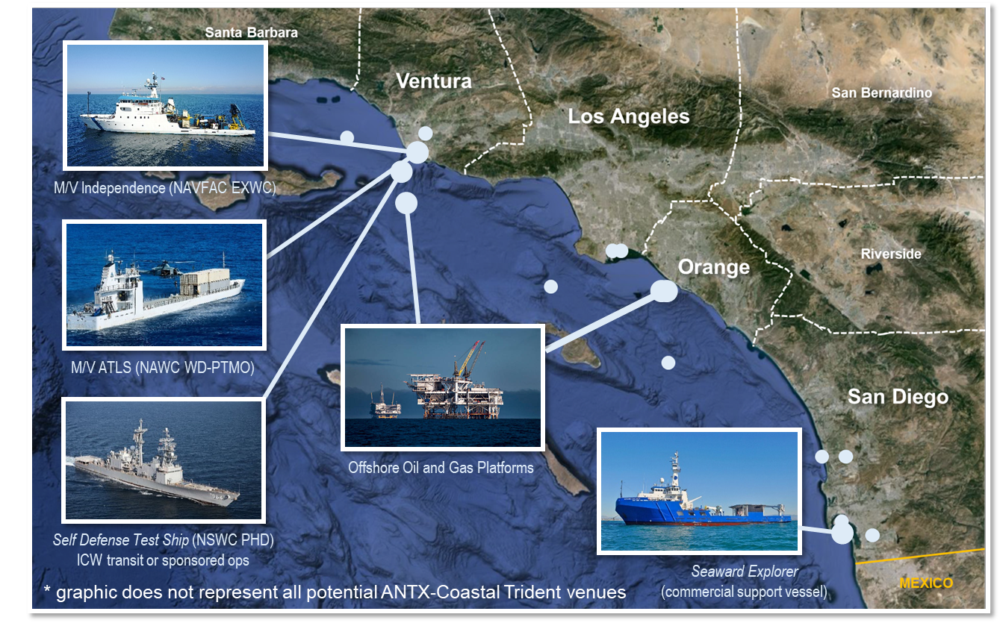 Santa Barbara
Ventura
Los Angeles
San Bernardino
M/V Independence (NAVFAC EXWC)
Orange
Riverside
M/V ATLS (NAWC WD-PTMO)
San Diego
Offshore Oil and Gas Platforms
Self Defense Test Ship (NSWC PHD)
ICW transit or sponsored ops
Seaward Explorer
(commercial support vessel)
MEXICO
* graphic does not represent all potential ANTX-Coastal Trident venues